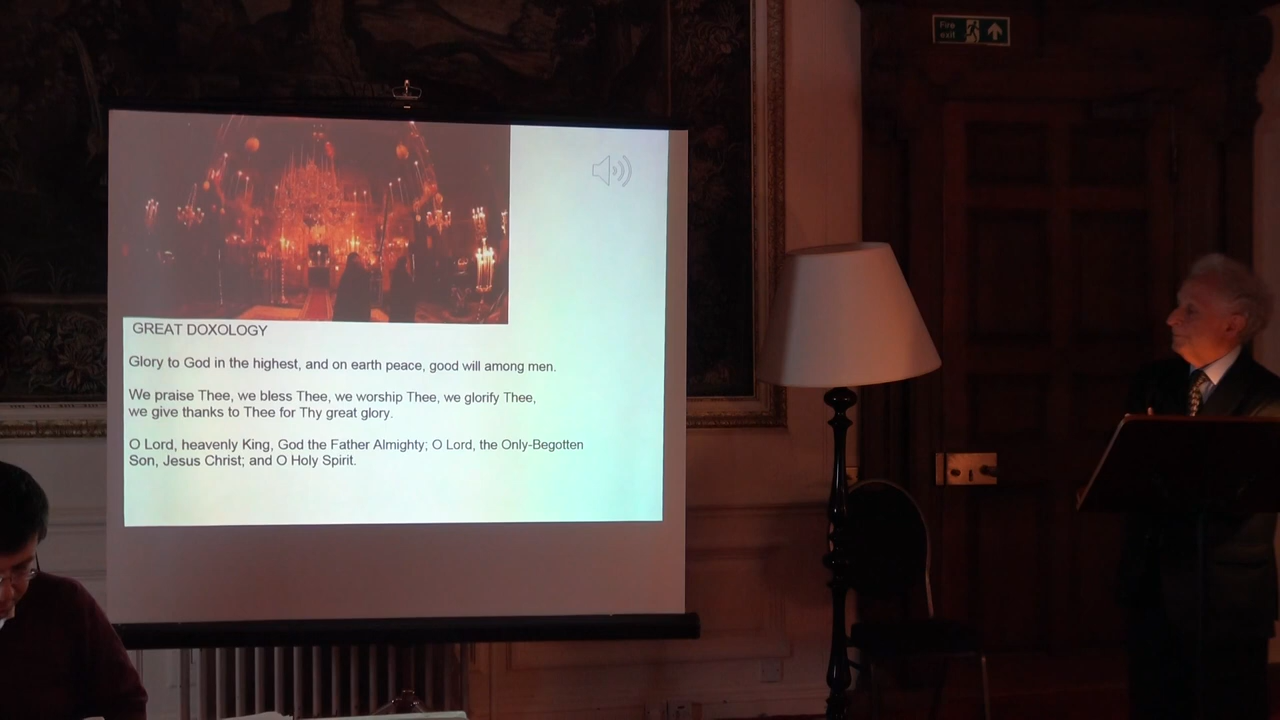 Fire
exit
GREAT DOXOLOGY
Glory to God in the highest, and on earth peace, good will among men.
We praise Thee, we bless Thee, we worship Thee, we glorify Thee,
we give thanks to Thee for Thy great glory.
O Lord, heavenly King, God the Father Almighty; O Lord, the Only-Begotten
Son, Jesus Christ; and O Holy Spirit.